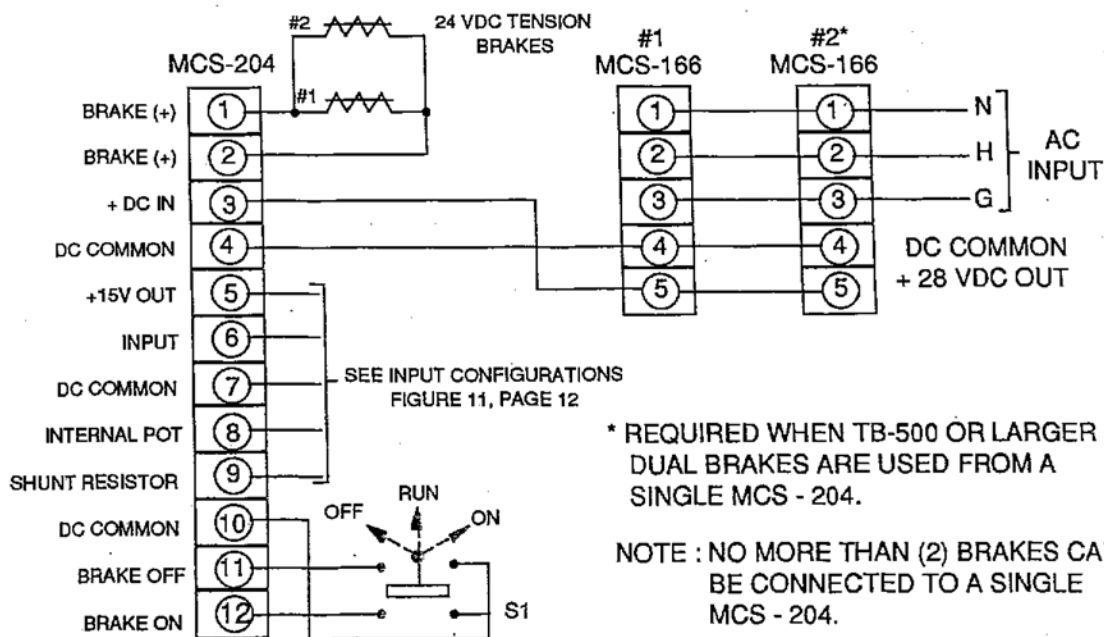 #2
24 VDC TENSION
BRAKES
#1
MCS-204
#1
MCS-166
#2*
MCS-166
BRAKE (+)
1
BRAKE (+)
2
+ DC IN
3
DC COMMON
4
+15V OUT
5
INPUT
6
DC COMMON
7
INTERNAL POT
8
SHUNT RESISTOR
9
DC COMMON
10
BRAKE OFF
11
BRAKE ON
12
1
2
3
4
5
1
2
3
4
5
N
H
G
AC
INPUT
DC COMMON
+ 28 VDC OUT
SEE INPUT CONFIGURATIONS
FIGURE 11, PAGE 12
OFF
RUN
ON
S1
* REQUIRED WHEN TB-500 OR LARGER
DUAL BRAKES ARE USED FROM A
SINGLE MCS - 204.
NOTE : NO MORE THAN (2) BRAKES
BE CONNECTED TO A SINGLE
MCS - 204.